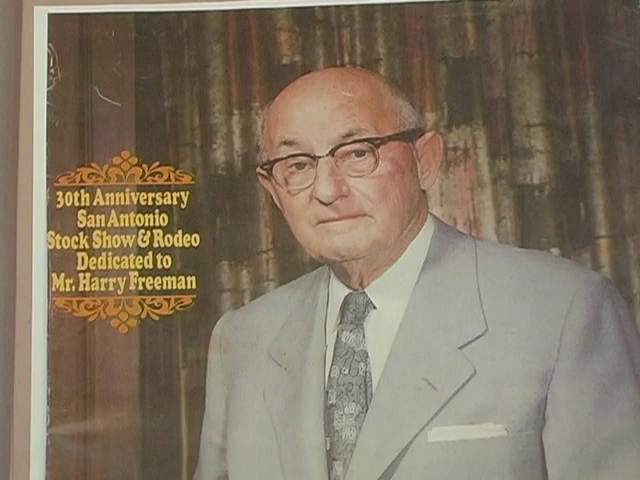 30th Anniversary
San Antonio
Stock Show & Rodeo
Dedicated to
Mr. Harry Freeman